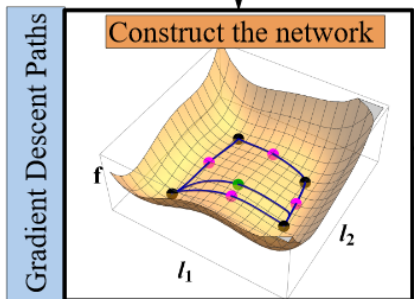 Construct the network
Gradient Descent Paths
f
l₁
l₂